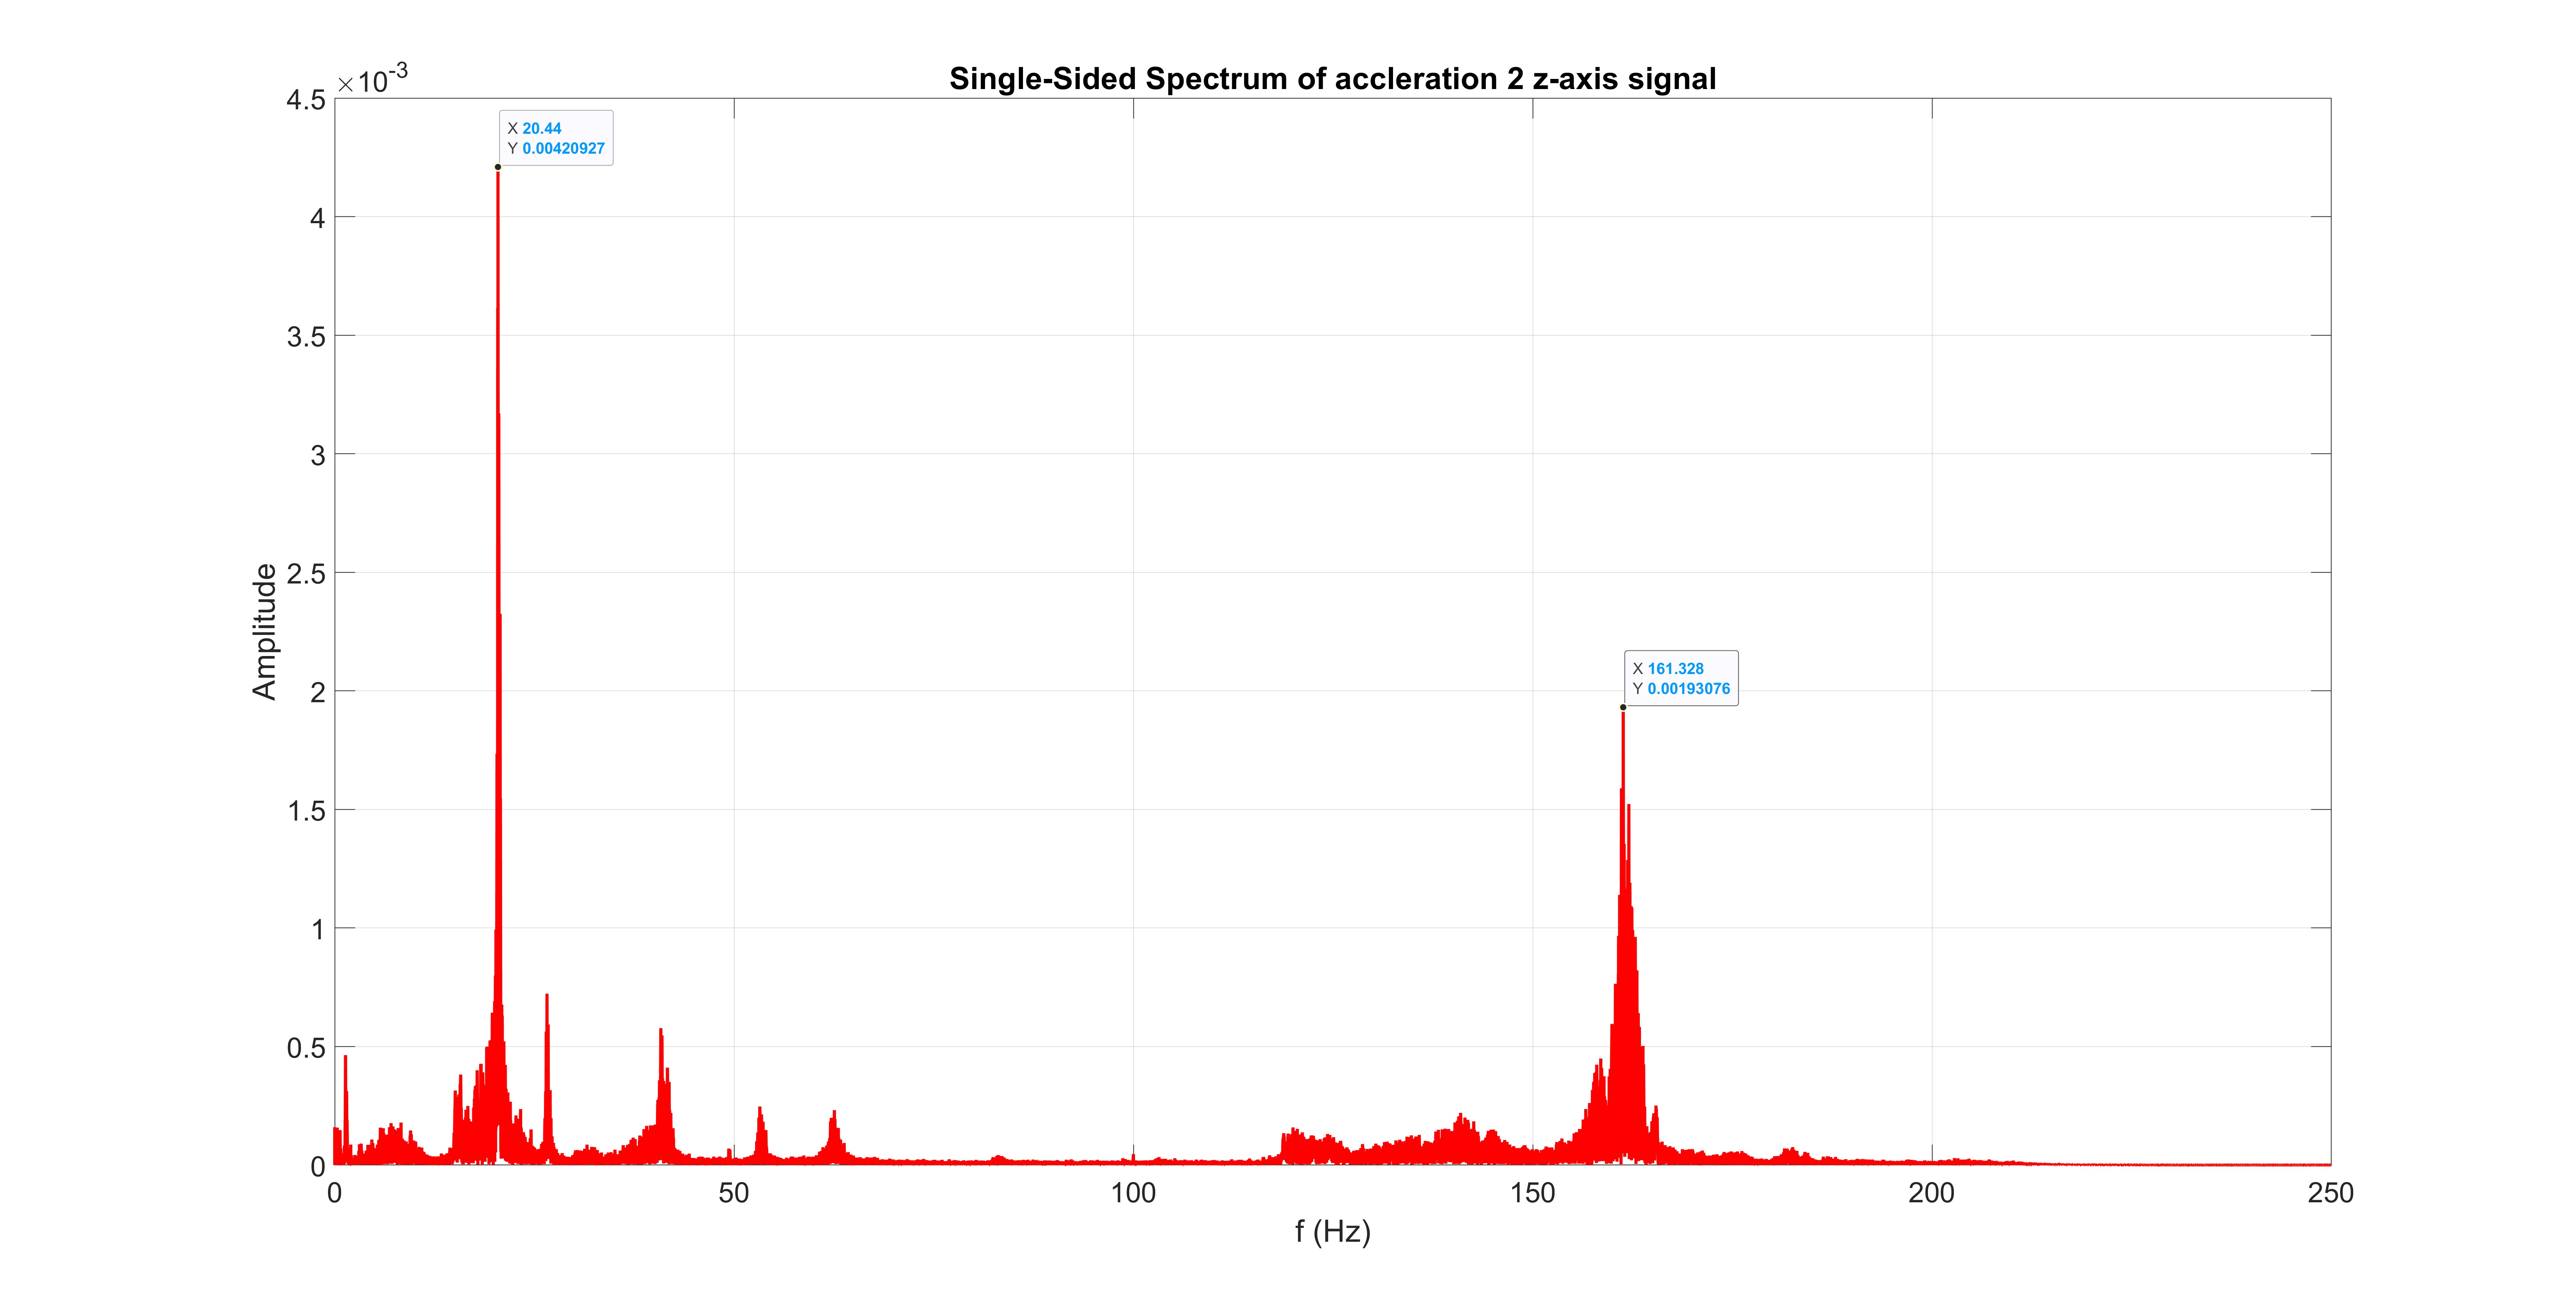 Single-Sided Spectrum of accleration 2 z-axis signal
×10-3
4.5
4
3.5
3
2.5
2
1.5
1
0.5
0
Amplitude
X 20.44
Y 0.00420927
X 161.328
Y 0.00193076
0 50 100 150 200 250
f (Hz)